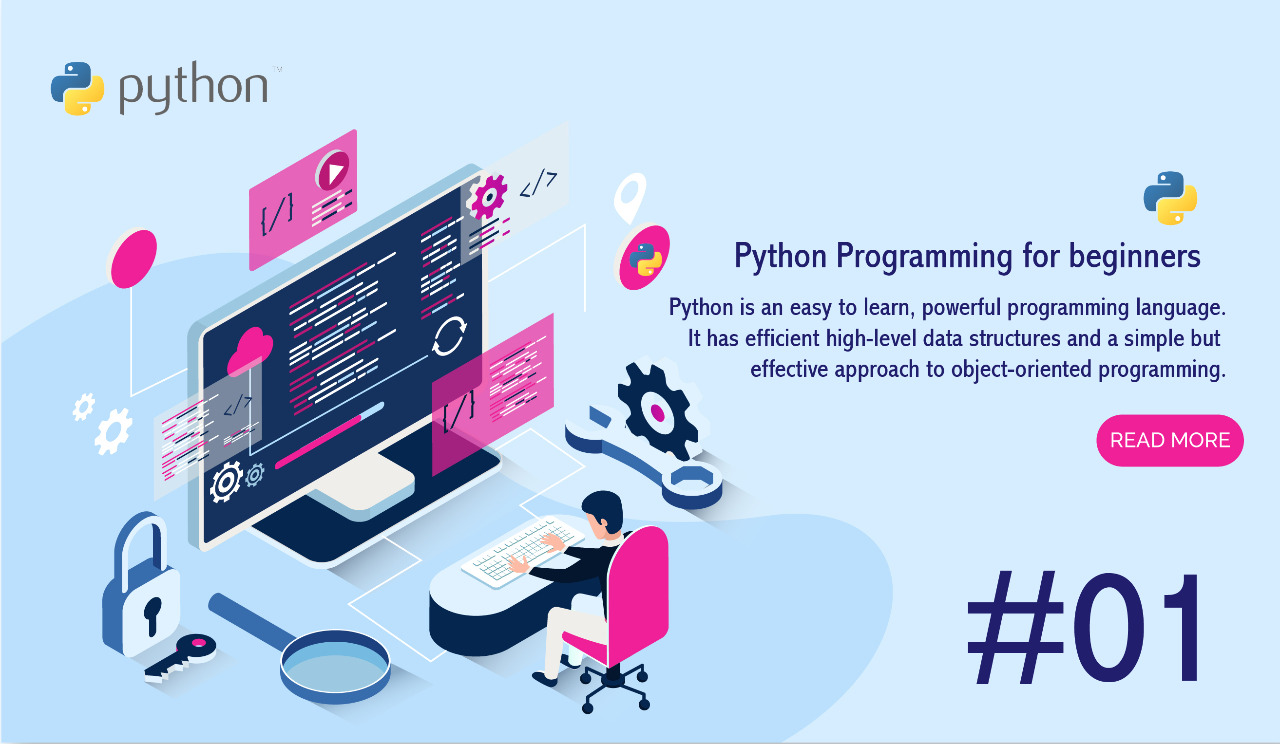 python™
{/}
</>
Python Programming for beginners
Python is an easy to learn, powerful programming language.
It has efficient high-level data structures and a simple but
effective approach to object-oriented programming.
</>
{/}
READ MORE
#01